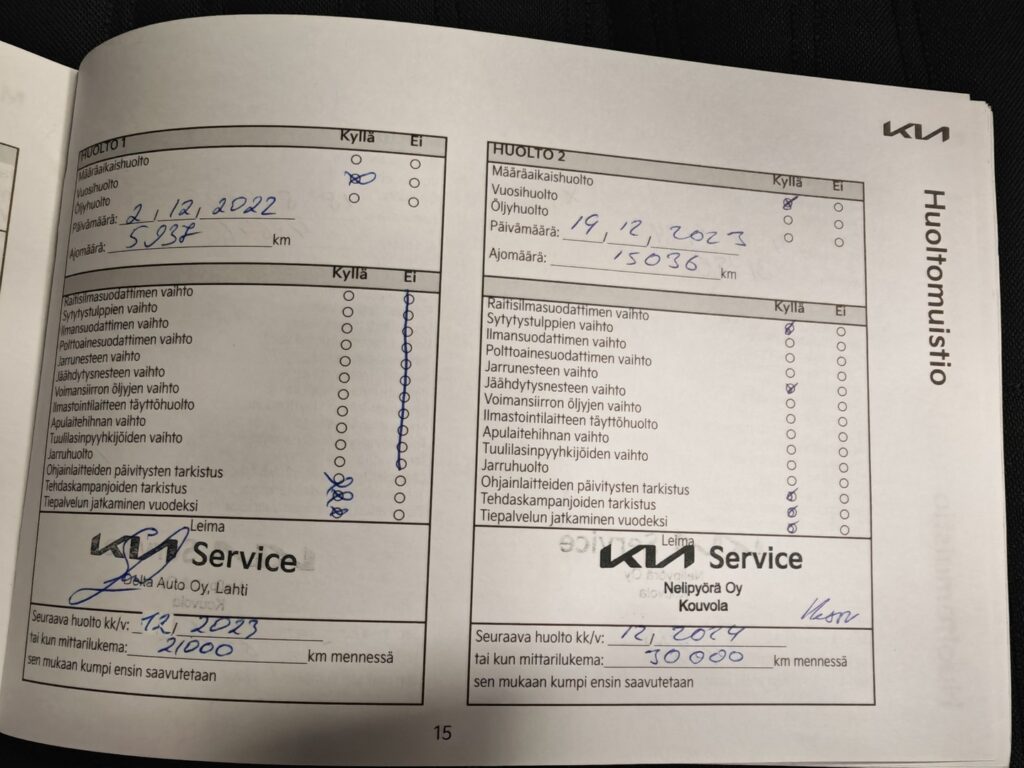 KIA
Huoltomuistio
HUOLTO 1
Kyllä Ei
Määräaikaishuolto
Vuosihuolto
Öljyhuolto
Päivämäärä: 2, 12, 2022
Ajomäärä: 5937 km
Kyllä Ei
Raitisilmasuodattimen vaihto
Sytytystulppien vaihto
Ilmansuodattimen vaihto
Polttoainesuodattimen vaihto
Jarrunesteen vaihto
Jäähdytysnesteen vaihto
Voimansiirron öljyjen vaihto
Ilmastointilaitteen täyttöhuolto
Apulaitehihnan vaihto
Tuulilasinpyyhkijöiden vaihto
Jarruhuolto
Ohjainlaitteiden päivitysten tarkistus
Tehdaskampanjoiden tarkistus
Tiepalvelun jatkaminen vuodeksi
Leima
KIA Service
Delta Auto Oy, Lahti
Seuraava huolto kk/v: 12, 2023
tai kun mittarilukema: 21000 km mennessä
sen mukaan kumpi ensin saavutetaan
HUOLTO 2
Kyllä Ei
Määräaikaishuolto
Vuosihuolto
Öljyhuolto
Päivämäärä: 19, 12, 2023
Ajomäärä: 15036 km
Kyllä Ei
Raitisilmasuodattimen vaihto
Sytytystulppien vaihto
Ilmansuodattimen vaihto
Polttoainesuodattimen vaihto
Jarrunesteen vaihto
Jäähdytysnesteen vaihto
Voimansiirron öljyjen vaihto
Ilmastointilaitteen täyttöhuolto
Apulaitehihnan vaihto
Tuulilasinpyyhkijöiden vaihto
Jarruhuolto
Ohjainlaitteiden päivitysten tarkistus
Tehdaskampanjoiden tarkistus
Tiepalvelun jatkaminen vuodeksi
Leima
KIA Service
Nelipyörä Oy
Kouvola
Seuraava huolto kk/v: 12, 2024
tai kun mittarilukema: 30000 km mennessä
sen mukaan kumpi ensin saavutetaan
15